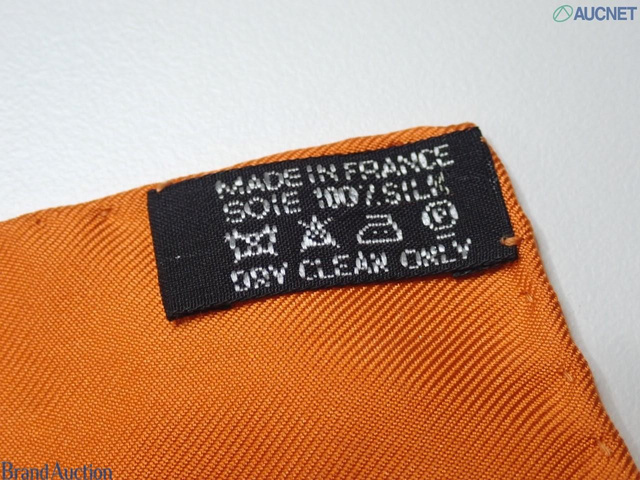 AUCNET
MADE IN FRANCE
SOIE 100% SILK
P
DRY CLEAN ONLY
Brand Auction